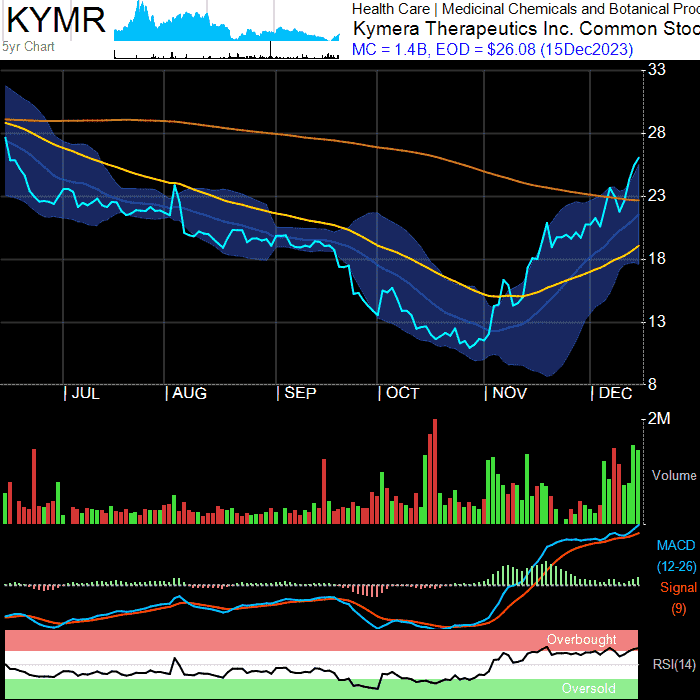 KYMR
5yr Chart
Health Care | Medicinal Chemicals and Botanical Proc
Kymera Therapeutics Inc. Common Stoc
MC = 1.4B, EOD = $26.08 (15Dec2023)
33
28
23
18
13
8
| JUL | AUG | SEP | OCT | NOV | DEC
2M
Volume
MACD
(12-26)
Signal
(9)
Overbought
RSI(14)
Oversold